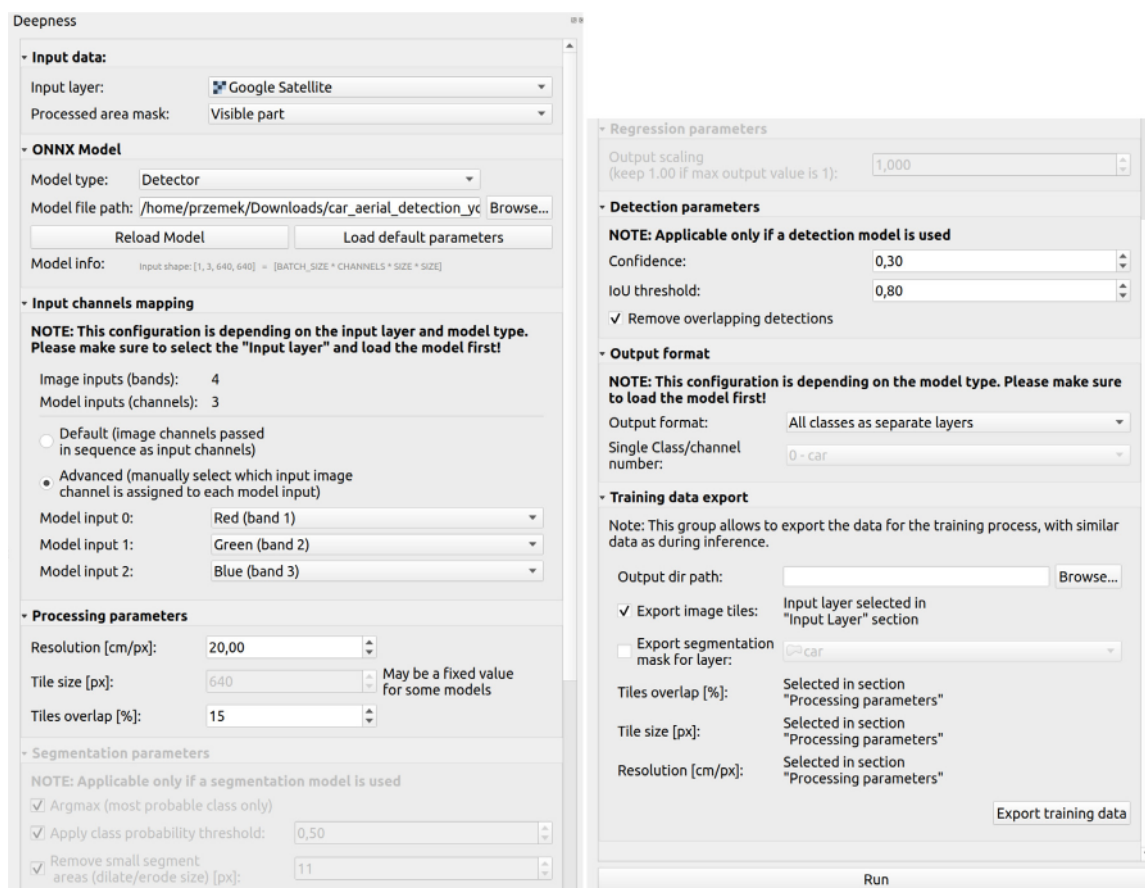 Deepness
Input data:
Input layer: Google Satellite
Processed area mask: Visible part
ONNX Model
Model type: Detector
Model file path: /home/przemek/Downloads/car_aerial_detection_yo Browse...
Reload Model Load default parameters
Model info: Input shape: [1, 3, 640, 640] = [BATCH_SIZE * CHANNELS * SIZE * SIZE]
Input channels mapping
NOTE: This configuration is depending on the input layer and model type.
Please make sure to select the "Input layer" and load the model first!
Image inputs (bands): 4
Model inputs (channels): 3
Default (image channels passed
in sequence as input channels)
Advanced (manually select which input image
channel is assigned to each model input)
Model input 0: Red (band 1)
Model input 1: Green (band 2)
Model input 2: Blue (band 3)
Processing parameters
Resolution [cm/px]: 20,00
Tile size [px]: 640 May be a fixed value
for some models
Tiles overlap [%]: 15
Segmentation parameters
NOTE: Applicable only if a segmentation model is used
Argmax (most probable class only)
Apply class probability threshold: 0,50
Remove small segment
areas (dilate/erode size) [px]: 11
Regression parameters
Output scaling
(keep 1.00 if max output value is 1): 1,000
Detection parameters
NOTE: Applicable only if a detection model is used
Confidence: 0,30
IoU threshold: 0,80
Remove overlapping detections
Output format
NOTE: This configuration is depending on the model type. Please make sure
to load the model first!
Output format: All classes as separate layers
Single Class/channel
number: 0 - car
Training data export
Note: This group allows to export the data for the training process, with similar
data as during inference.
Output dir path: Browse...
Export image tiles: Input layer selected in
"Input Layer" section
Export segmentation
mask for layer: car
Tiles overlap [%]: Selected in section
"Processing parameters"
Tile size [px]: Selected in section
"Processing parameters"
Resolution [cm/px]: Selected in section
"Processing parameters"
Export training data
Run